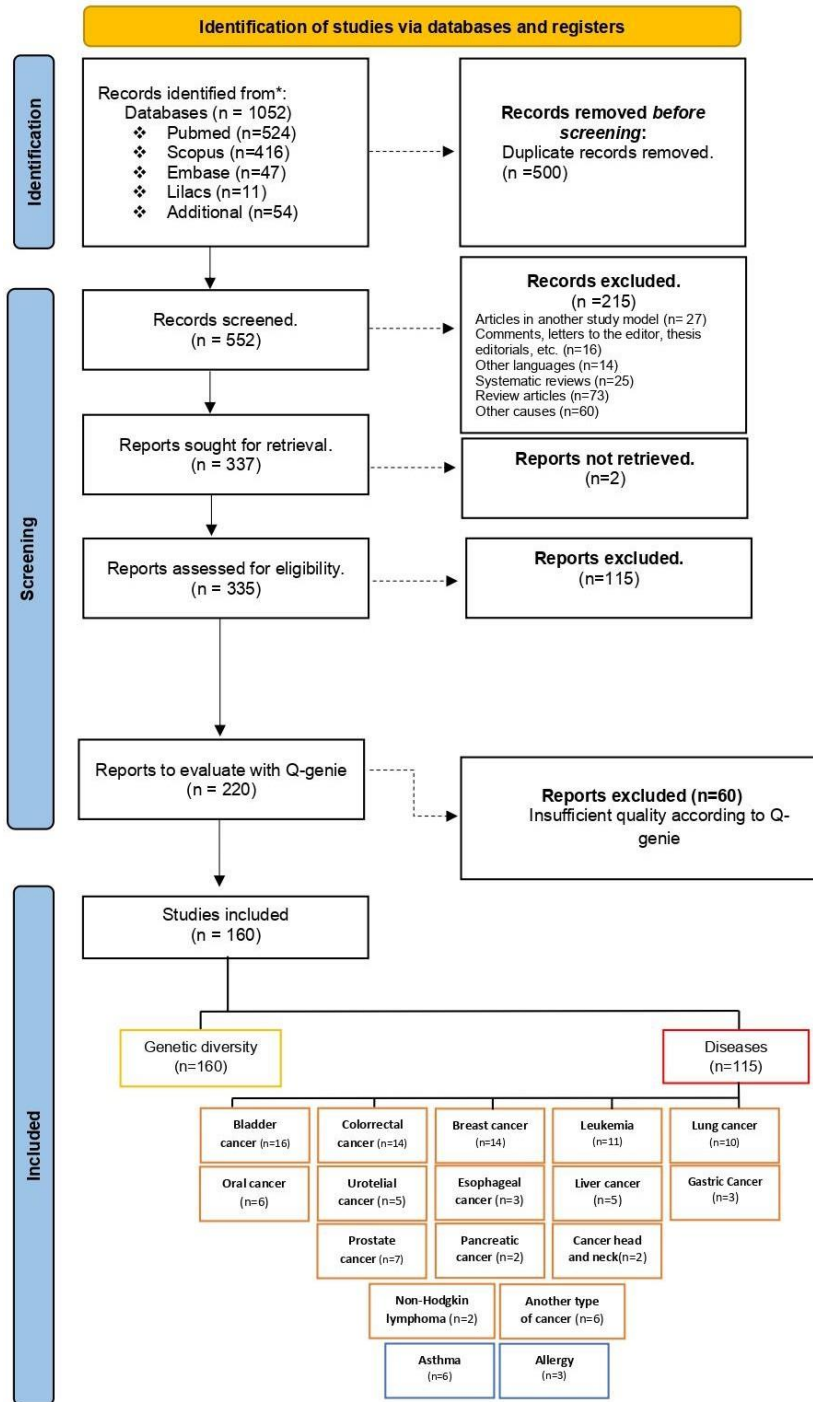 Identification of studies via databases and registers
Identification
Records identified from*:
Databases (n = 1052)
❖ Pubmed (n=524)
❖ Scopus (n=416)
❖ Embase (n=47)
❖ Lilacs (n=11)
❖ Additional (n=54)
Records removed before
screening:
Duplicate records removed.
(n =500)
Screening
Records screened.
(n = 552)
Records excluded.
(n =215)
Articles in another study model (n= 27)
Comments, letters to the editor, thesis
editorials, etc. (n=16)
Other languages (n=14)
Systematic reviews (n=25)
Review articles (n=73)
Other causes (n=60)
Reports sought for retrieval.
(n = 337)
Reports not retrieved.
(n=2)
Reports assessed for eligibility.
(n = 335)
Reports excluded.
(n=115)
Reports to evaluate with Q-genie
(n = 220)
Reports excluded (n=60)
Insufficient quality according to Q-
genie
Included
Studies included
(n = 160)
Genetic diversity
(n=160)
Diseases
(n=115)
Bladder
cancer (n=16)
Colorrectal
cancer (n=14)
Breast cancer
(n=14)
Leukemia
(n=11)
Lung cancer
(n=10)
Oral cancer
(n=6)
Urotelial
cancer (n=5)
Esophageal
cancer (n=3)
Liver cancer
(n=5)
Gastric Cancer
(n=3)
Prostate
cancer (n=7)
Pancreatic
cancer (n=2)
Cancer head
and neck(n=2)
Non-Hodgkin
lymphoma (n=2)
Another type
of cancer (n=6)
Asthma
(n=6)
Allergy
(n=3)